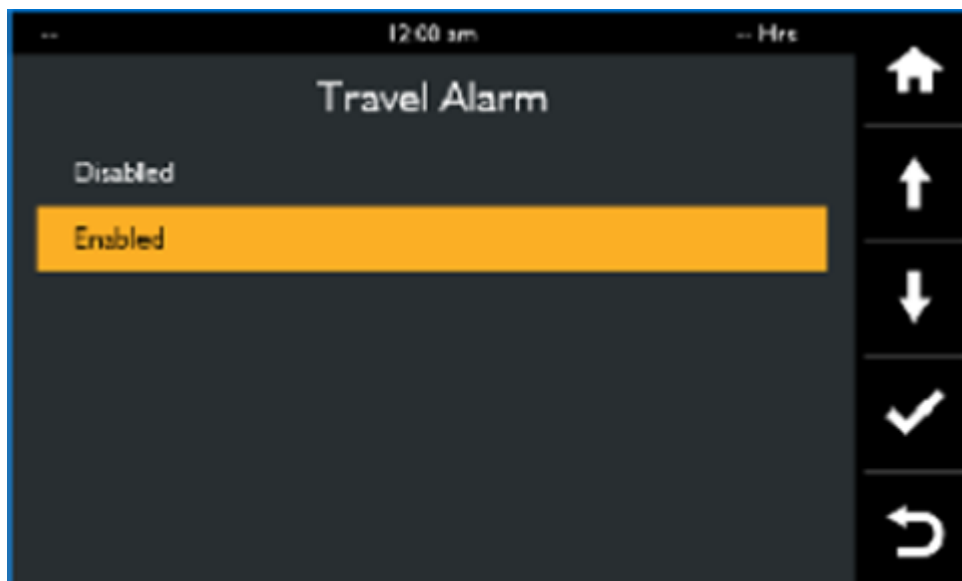 -- 12:00 am -- Hrs
Travel Alarm
Disabled
Enabled